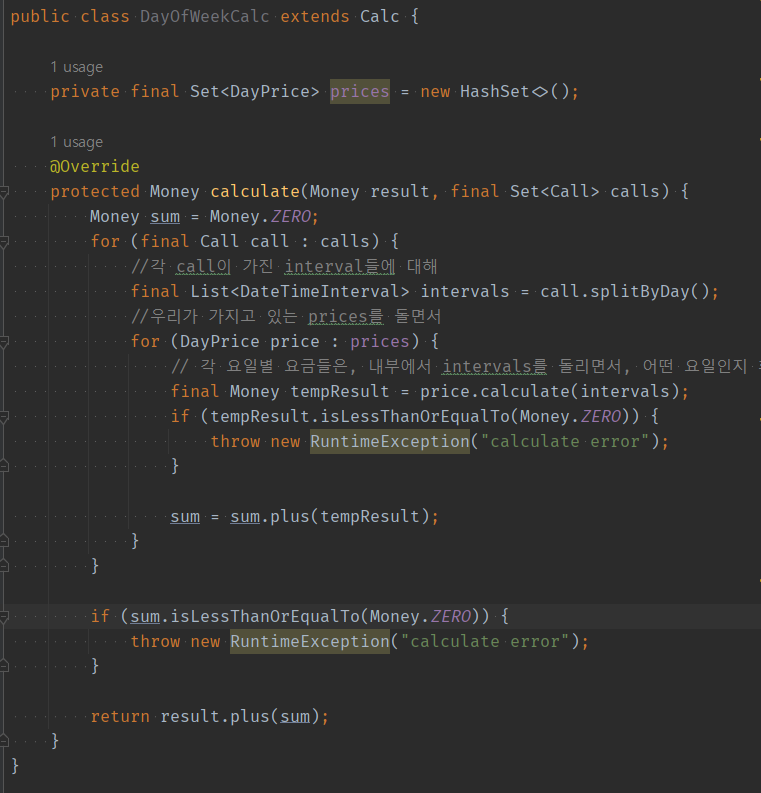 public class DayOfWeekCalc extends Calc {
1 usage
private final Set<DayPrice> prices = new HashSet<>();
1 usage
@Override
protected Money calculate(Money result, final Set<Call> calls) {
Money sum = Money.ZERO;
for (final Call call : calls) {
//각 call이 가진 interval들에 대해
final List<DateTimeInterval> intervals = call.splitByDay();
//우리가 가지고 있는 prices를 돌면서
for (DayPrice price : prices) {
// 각 요일별 요금들은, 내부에서 intervals를 돌리면서, 어떤 요일인지
final Money tempResult = price.calculate(intervals);
if (tempResult.isLessThanOrEqualTo(Money.ZERO)) {
throw new RuntimeException("calculate error");
}
sum = sum.plus(tempResult);
}
}
if (sum.isLessThanOrEqualTo(Money.ZERO)) {
throw new RuntimeException("calculate error");
}
return result.plus(sum);
}
}